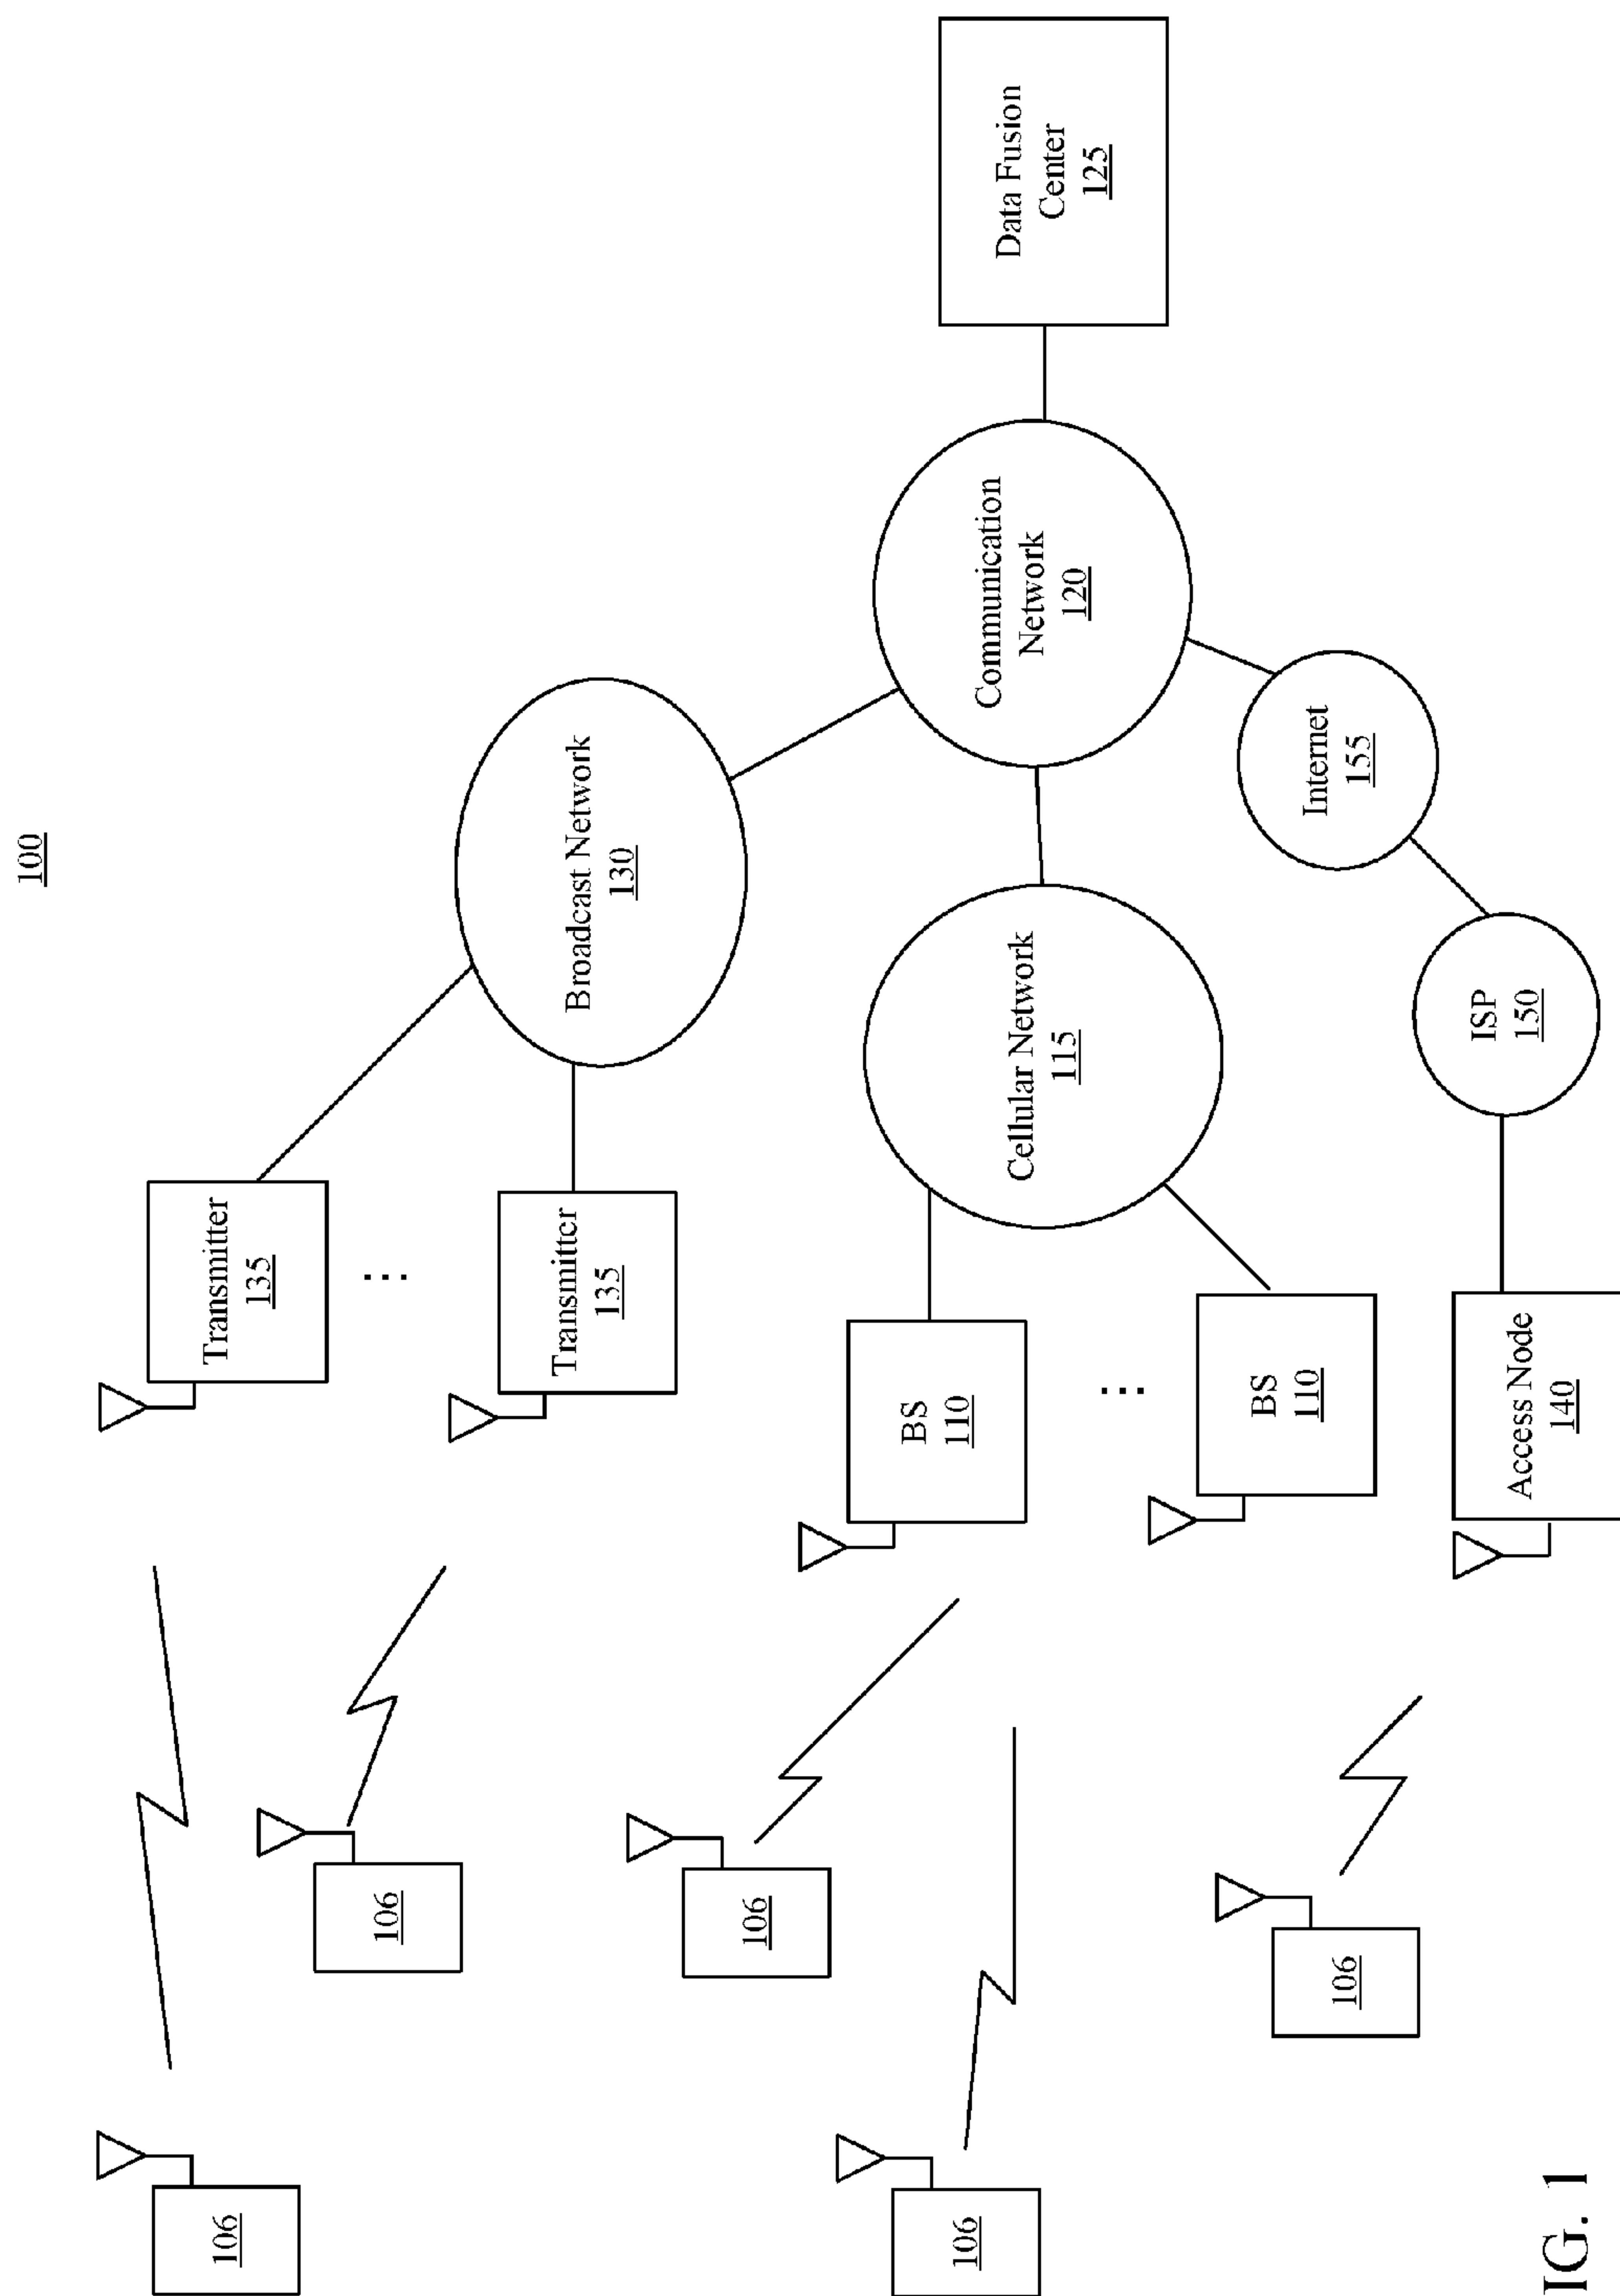 100
Transmitter
135
Transmitter
135
Broadcast Network
130
106
106
106
106
106
BS
110
BS
110
Cellular Network
115
Communication
Network
120
Data Fusion
Center
125
Access Node
140
ISP
150
Internet
155
IG. 1